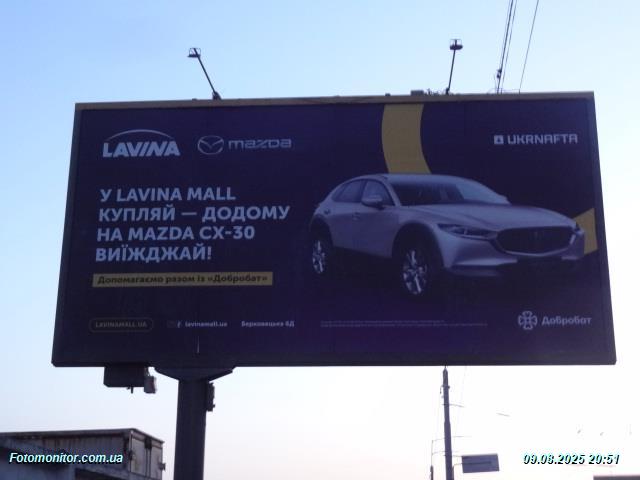 LAVINA
mazda
UKRNAFTA
У LAVINA MALL
КУПЛЯЙ — ДОДОМУ
НА MAZDA CX-30
ВИЇЖДЖАЙ!
Допомагаємо разом із «Добробат»
LAVINAMALL.UA
lavinamall.ua
Берковецька 6Д
Добробат
Fotomonitor.com.ua
09.08.2025 20:51